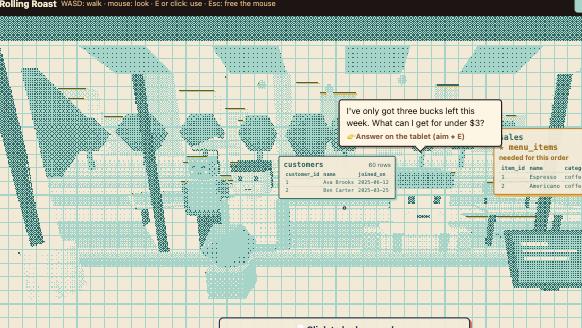 Rolling Roast WASD: walk · mouse: look · E or click: use · Esc: free the mouse
I've only got three bucks left this
week. What can I get for under $3?
👉 Answer on the tablet (aim + E)
customers 60 rows
customer_id name joined_on
1 Ava Brooks 2025-06-12
2 Ben Carter 2025-03-25
menu_items
needed for this order
item_id name
1 Espresso
2 Americano